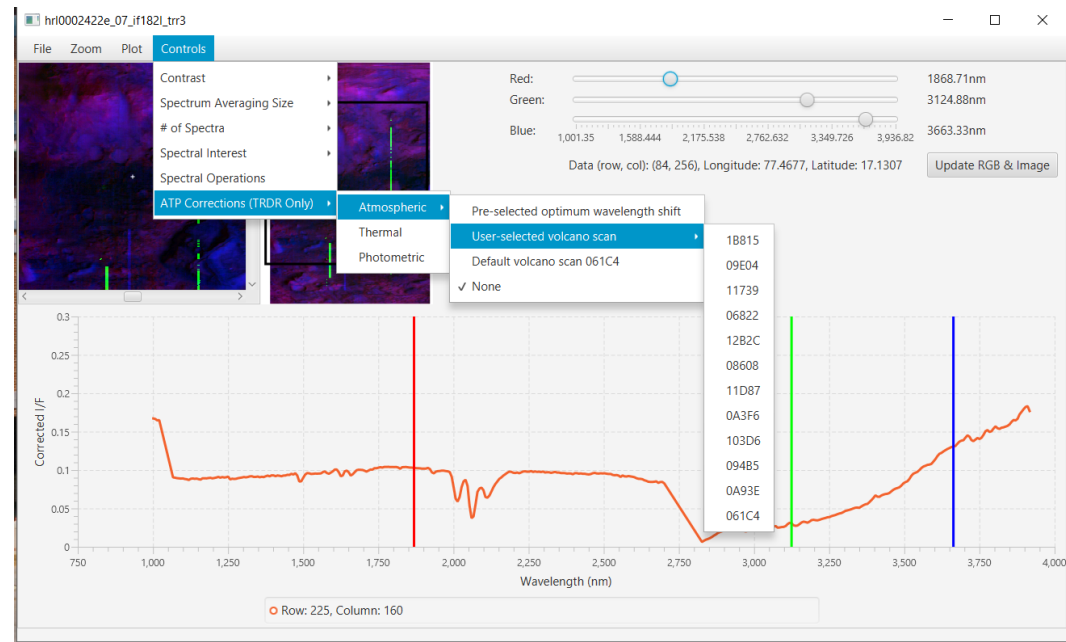 hrl0002422e_07_if182l_trr3
File Zoom Plot Controls
Contrast
Spectrum Averaging Size
# of Spectra
Spectral Interest
Spectral Operations
ATP Corrections (TRDR Only)
Atmospheric
Thermal
Photometric
Pre-selected optimum wavelength shift
User-selected volcano scan
Default volcano scan 061C4
✓ None
1B815
09E04
11739
06822
12B2C
08608
11D87
0A3F6
103D6
094B5
0A93E
061C4
Red: 1868.71nm
Green: 3124.88nm
Blue: 3663.33nm
1,001.35 1,588.444 2,175.538 2,762.632 3,349.726 3,936.82
Data (row, col): (84, 256), Longitude: 77.4677, Latitude: 17.1307
Update RGB & Image
Corrected I/F
0.3
0.25
0.2
0.15
0.1
0.05
0
750 1,000 1,250 1,500 1,750 2,000 2,250 2,500 2,750 3,000 3,250 3,500 3,750 4,000
Wavelength (nm)
Row: 225, Column: 160